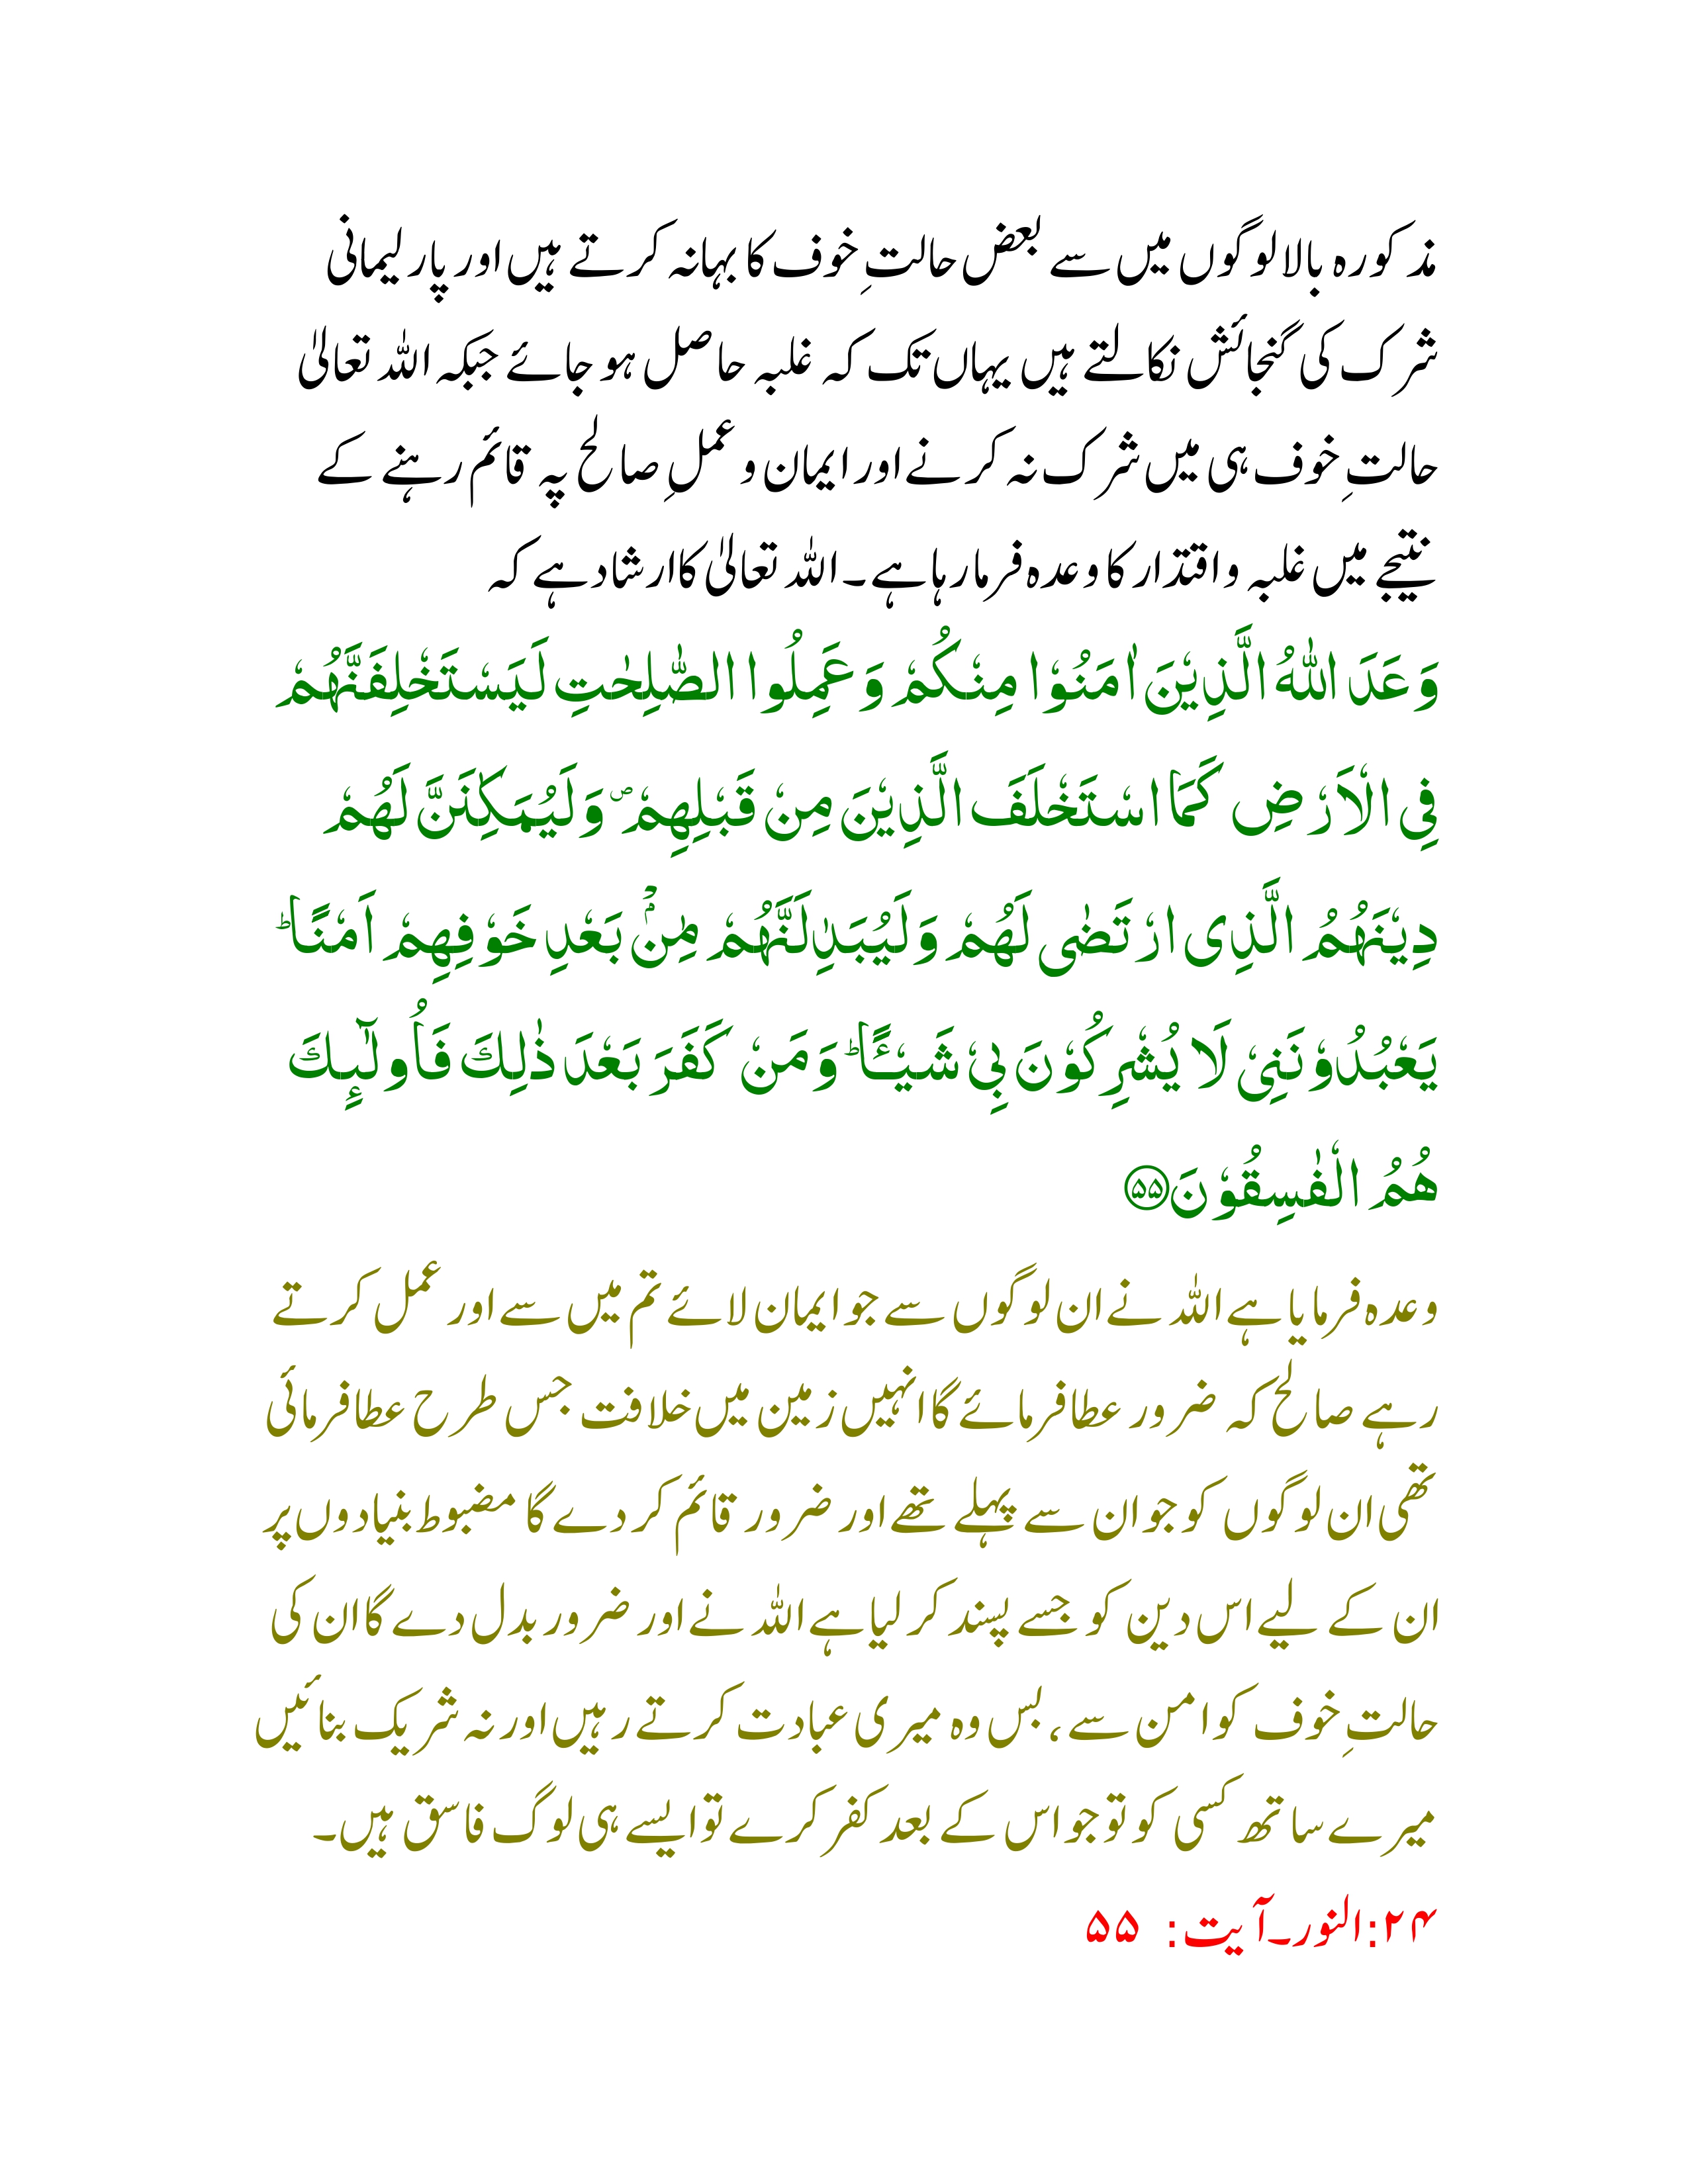 مذکورہ بالا لوگوں میں سے بعض حالتِ خوف کا بہانہ کرتے ہیں اور پارلیمانی
شرک کی گنجائش نکالتے ہیں یہاں تک کہ غلبہ حاصل ہو جائے جبکہ اللہ تعالیٰ
حالتِ خوف ہی میں شرک نہ کرنے اور ایمان و عملِ صالح پہ قائم رہنے کے
نتیجے میں غلبہ و اقتدار کا وعدہ فرما رہا ہے۔ اللہ تعالیٰ کا ارشاد ہے کہ
وَعَدَ اللّٰهُ الَّذِيْنَ اٰمَنُوْا مِنْكُمْ وَعَمِلُوا الصّٰلِحٰتِ لَيَسْتَخْلِفَنَّهُمْ
فِي الْاَرْضِ كَمَا اسْتَخْلَفَ الَّذِيْنَ مِنْ قَبْلِهِمْ ۠ وَلَيُمَكِّنَنَّ لَهُمْ
دِيْنَهُمُ الَّذِى ارْتَضٰى لَهُمْ وَلَيُبَدِّلَنَّهُمْ مِّنْۢ بَعْدِ خَوْفِهِمْ اَمْنًا ۭ
يَعْبُدُوْنَنِيْ لَا يُشْرِكُوْنَ بِيْ شَيْـــًٔـا ۭ وَمَنْ كَفَرَ بَعْدَ ذٰلِكَ فَاُولٰۗىِٕكَ
هُمُ الْفٰسِقُوْنَ ۝۵۵
وعدہ فرمایا ہے اللہ نے ان لوگوں سے جو ایمان لائے تم میں سے اور عمل کرتے
رہے صالح کہ ضرور عطا فرمائے گا انہیں زمین میں خلافت جس طرح عطا فرمائی
تھی ان لوگوں کو جو ان سے پہلے تھے اور ضرور قائم کر دے گا مضبوط بنیادوں پر
ان کے لیے اس دین کو جسے پسند کر لیا ہے اللہ نے اور ضرور بدل دے گا ان کی
حالتِ خوف کو امن سے، بس وہ میری عبادت کرتے رہیں اور نہ شریک بنائیں
میرے ساتھ کسی کو تو جو اس کے بعد کفر کرے تو ایسے ہی لوگ فاسق ہیں۔
۲۴:النور۔آیت: ۵۵